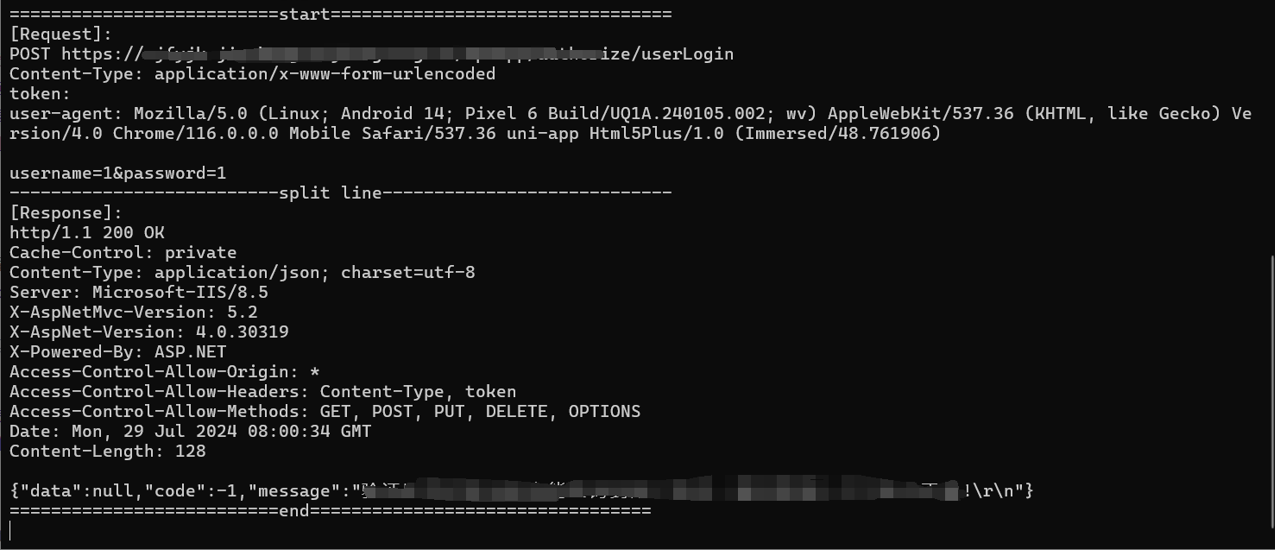 ==========================start=================================
[Request]:
POST https:// /userLogin
Content-Type: application/x-www-form-urlencoded
token:
user-agent: Mozilla/5.0 (Linux; Android 14; Pixel 6 Build/UQ1A.240105.002; wv) AppleWebKit/537.36 (KHTML, like Gecko) Ve
rsion/4.0 Chrome/116.0.0.0 Mobile Safari/537.36 uni-app Html5Plus/1.0 (Immersed/48.761906)
username=1&password=1
--------------------------split line----------------------------
[Response]:
http/1.1 200 OK
Cache-Control: private
Content-Type: application/json; charset=utf-8
Server: Microsoft-IIS/8.5
X-AspNetMvc-Version: 5.2
X-AspNet-Version: 4.0.30319
X-Powered-By: ASP.NET
Access-Control-Allow-Origin: *
Access-Control-Allow-Headers: Content-Type, token
Access-Control-Allow-Methods: GET, POST, PUT, DELETE, OPTIONS
Date: Mon, 29 Jul 2024 08:00:34 GMT
Content-Length: 128
{"data":null,"code":-1,"message":" !\r\n"}
==========================end=================================